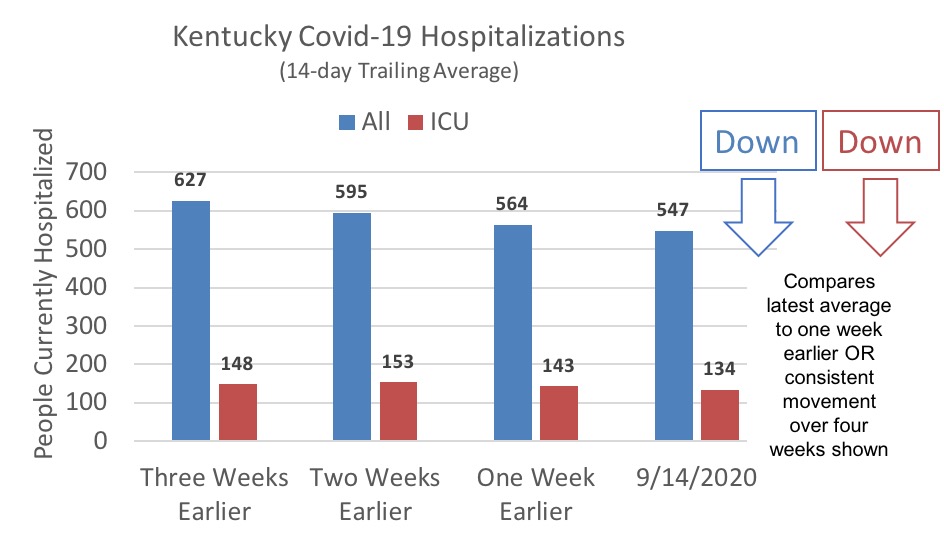 Kentucky Covid-19 Hospitalizations
(14-day Trailing Average)
All ICU
Down Down
People Currently Hospitalized
700
600
500
400
300
200
100
0
627
148
595
153
564
143
547
134
Three Weeks
Earlier
Two Weeks
Earlier
One Week
Earlier
9/14/2020
Compares
latest average
to one week
earlier OR
consistent
movement
over four
weeks shown